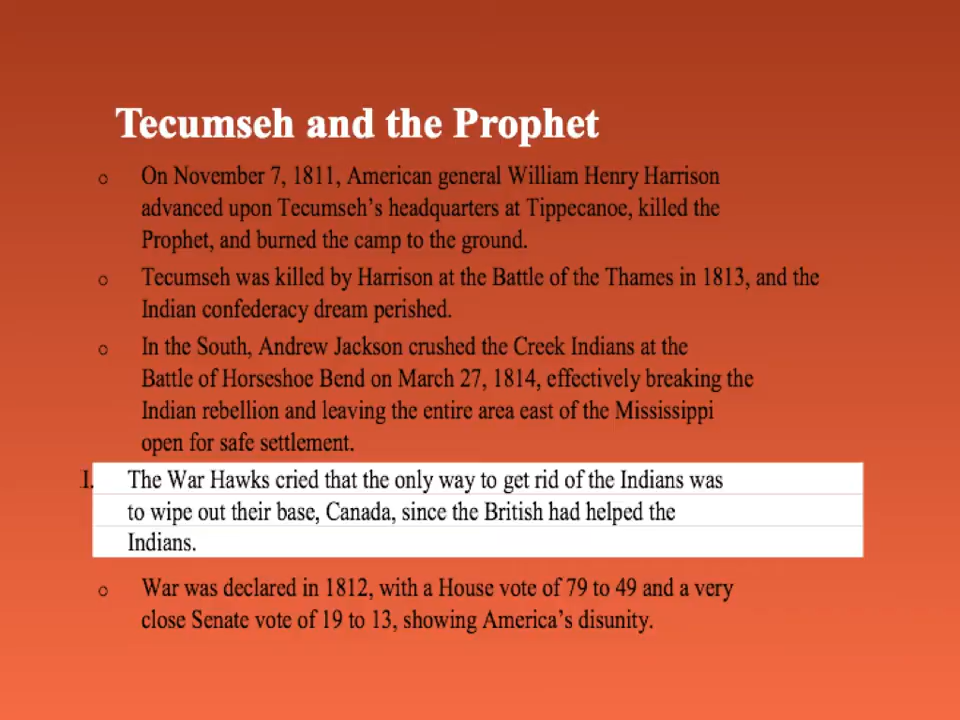 Tecumseh and the Prophet
o On November 7, 1811, American general William Henry Harrison
advanced upon Tecumseh’s headquarters at Tippecanoe, killed the
Prophet, and burned the camp to the ground.
o Tecumseh was killed by Harrison at the Battle of the Thames in 1813, and the
Indian confederacy dream perished.
o In the South, Andrew Jackson crushed the Creek Indians at the
Battle of Horseshoe Bend on March 27, 1814, effectively breaking the
Indian rebellion and leaving the entire area east of the Mississippi
open for safe settlement.
I. The War Hawks cried that the only way to get rid of the Indians was
to wipe out their base, Canada, since the British had helped the
Indians.
o War was declared in 1812, with a House vote of 79 to 49 and a very
close Senate vote of 19 to 13, showing America’s disunity.